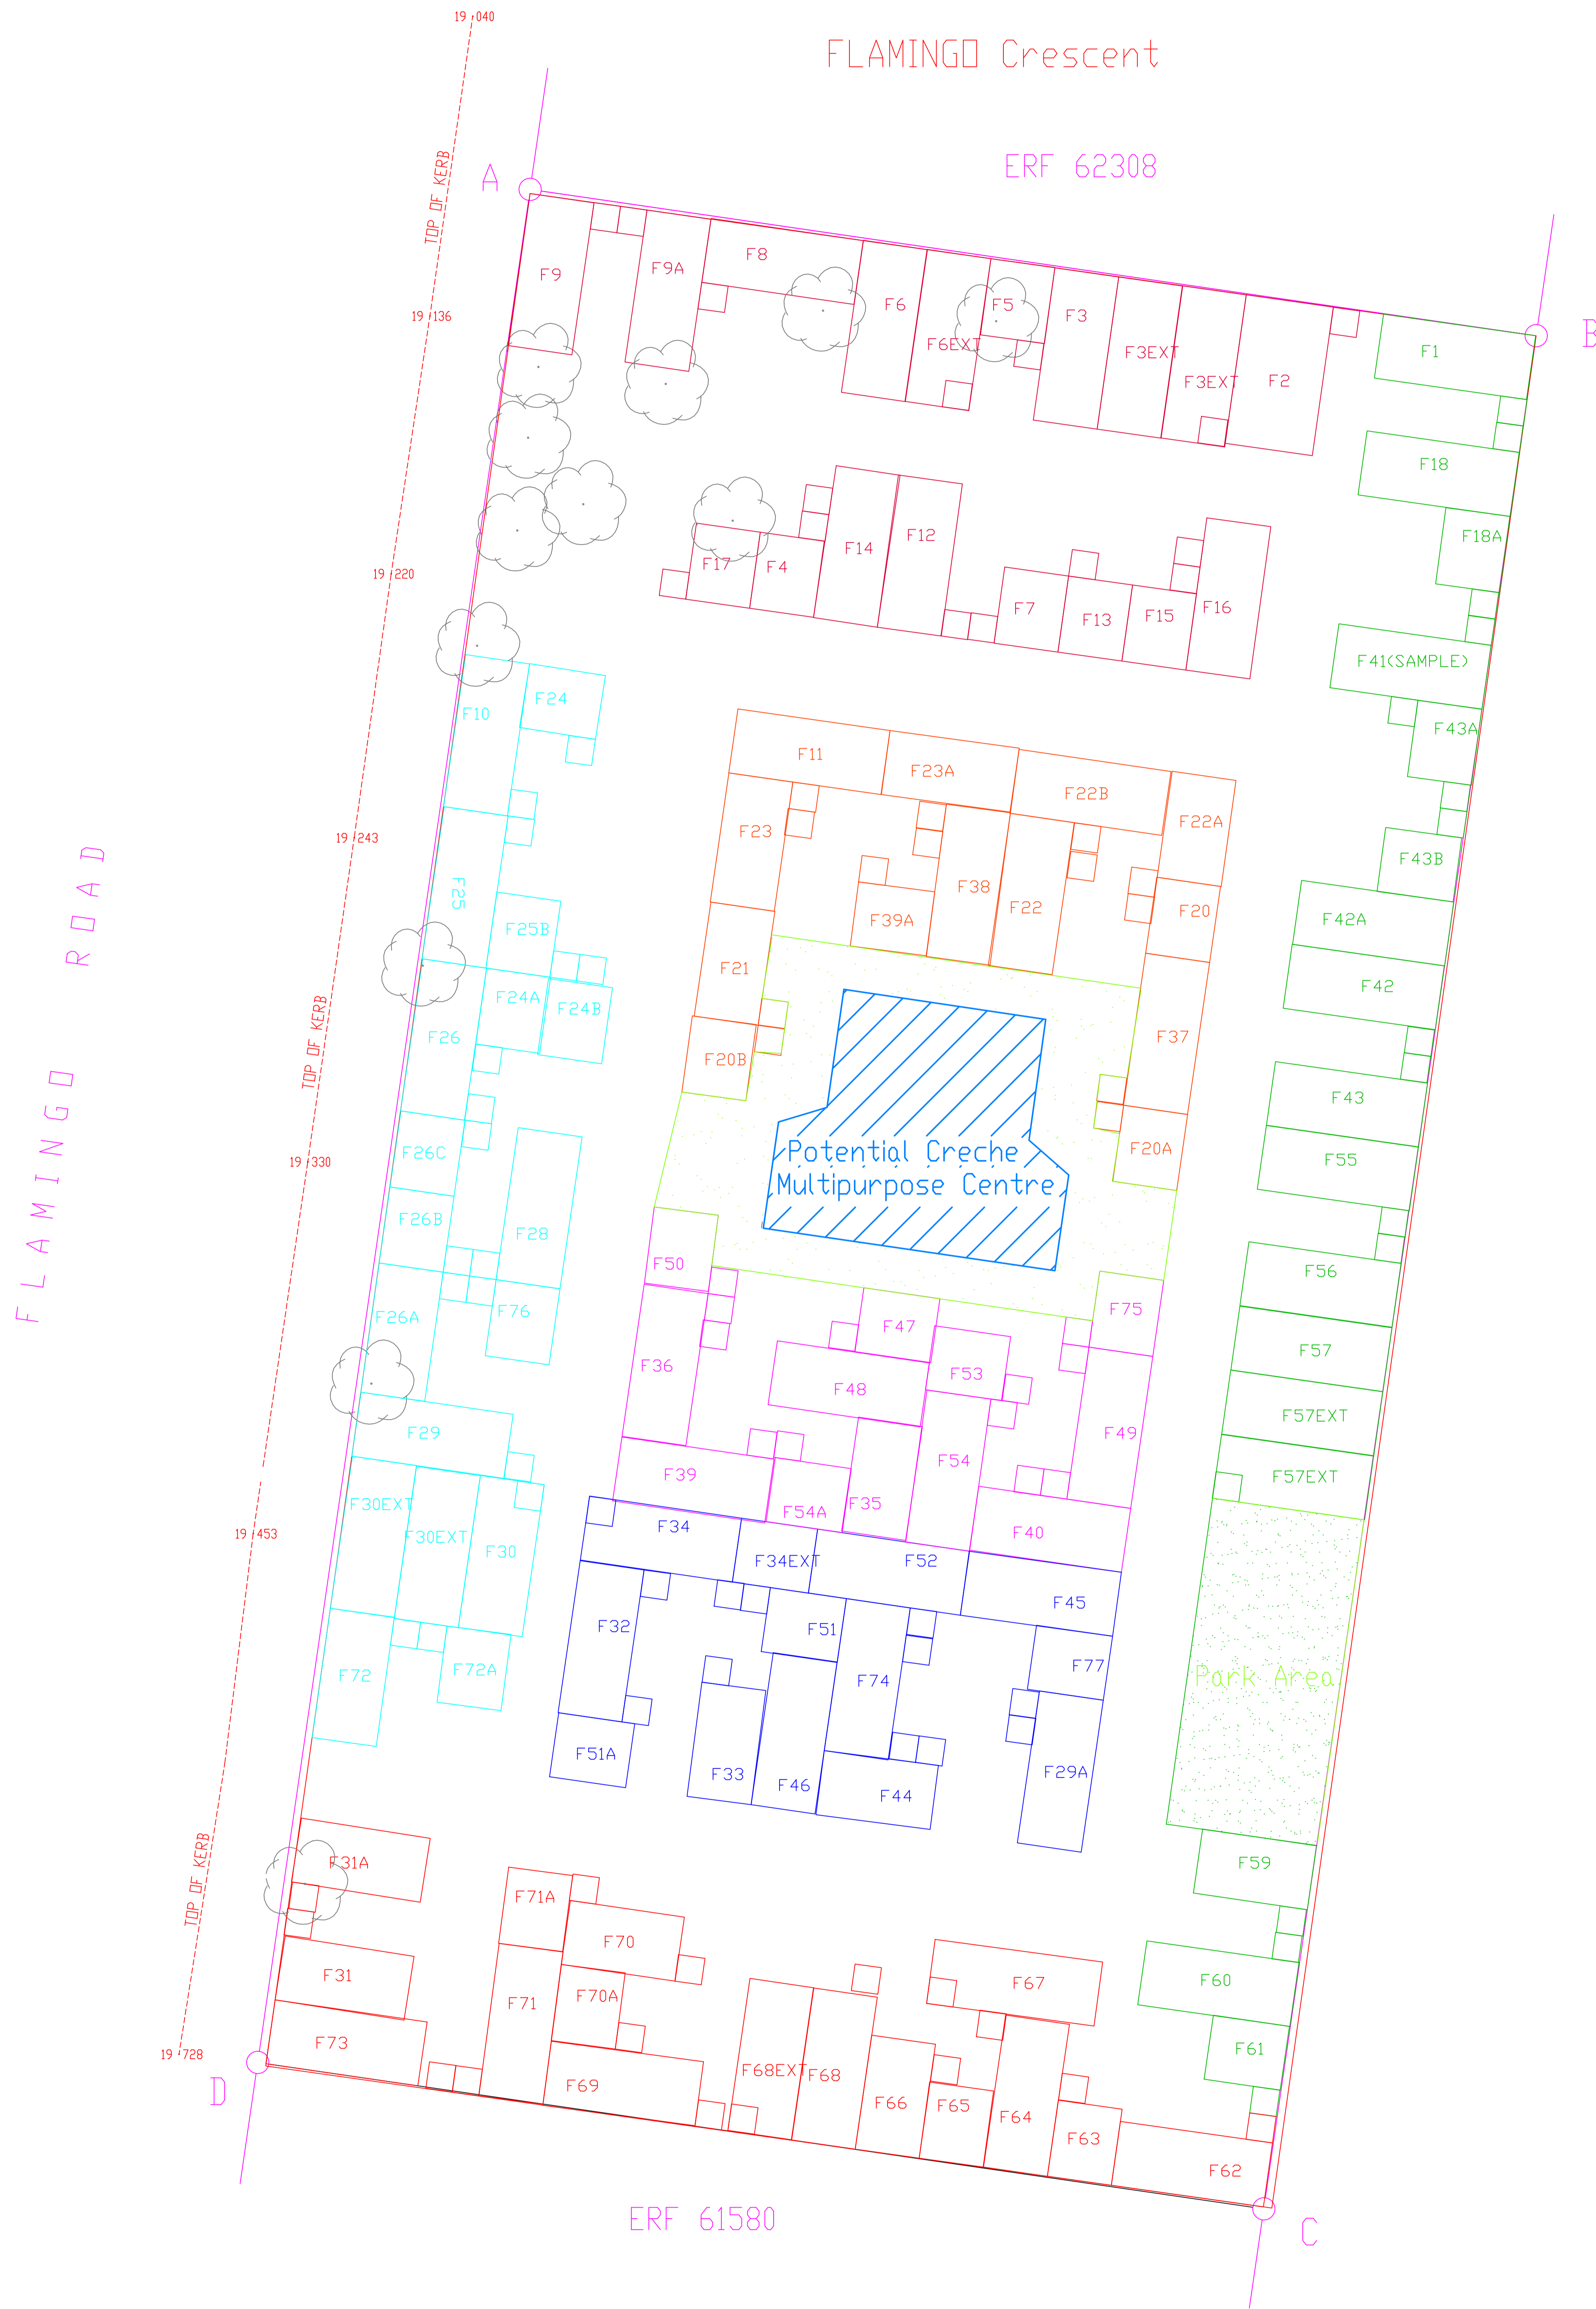 19.040
FLAMINGO Crescent
TOP OF KERB
A
ERF 62308
B
F9
F9A
F8
F6
F6EXT
F5
F3
F3EXT
F3EXT
F2
F1
19.136
F18
F18A
F17
F4
F14
F12
F7
F13
F15
F16
19.220
F41(SAMPLE)
F43A
F10
F24
F11
F23A
F22B
F22A
F23
F38
F22
F39A
F20
19.243
F43B
F42A
F42
F25
F25B
F24A
F24B
F26
F21
F20B
F37
F20A
TOP OF KERB
FLAMINGO ROAD
F43
F55
F26C
F26B
F28
F26A
F76
19.330
Potential Creche
Multipurpose Centre
F50
F75
F56
F57
F57EXT
F57EXT
F47
F36
F48
F53
F49
F54
F39
F54A
F35
F40
F29
F30EXT
F30EXT
F30
19.453
F34
F34EXT
F52
F45
F32
F51
F74
F77
F72
F72A
F51A
F33
F46
F44
F29A
Park Area
F59
F31A
TOP OF KERB
F71A
F70
F31
F71
F70A
F67
F60
F61
F73
F69
F68EXT
F68
F66
F65
F64
F63
F62
19.728
D
ERF 61580
C